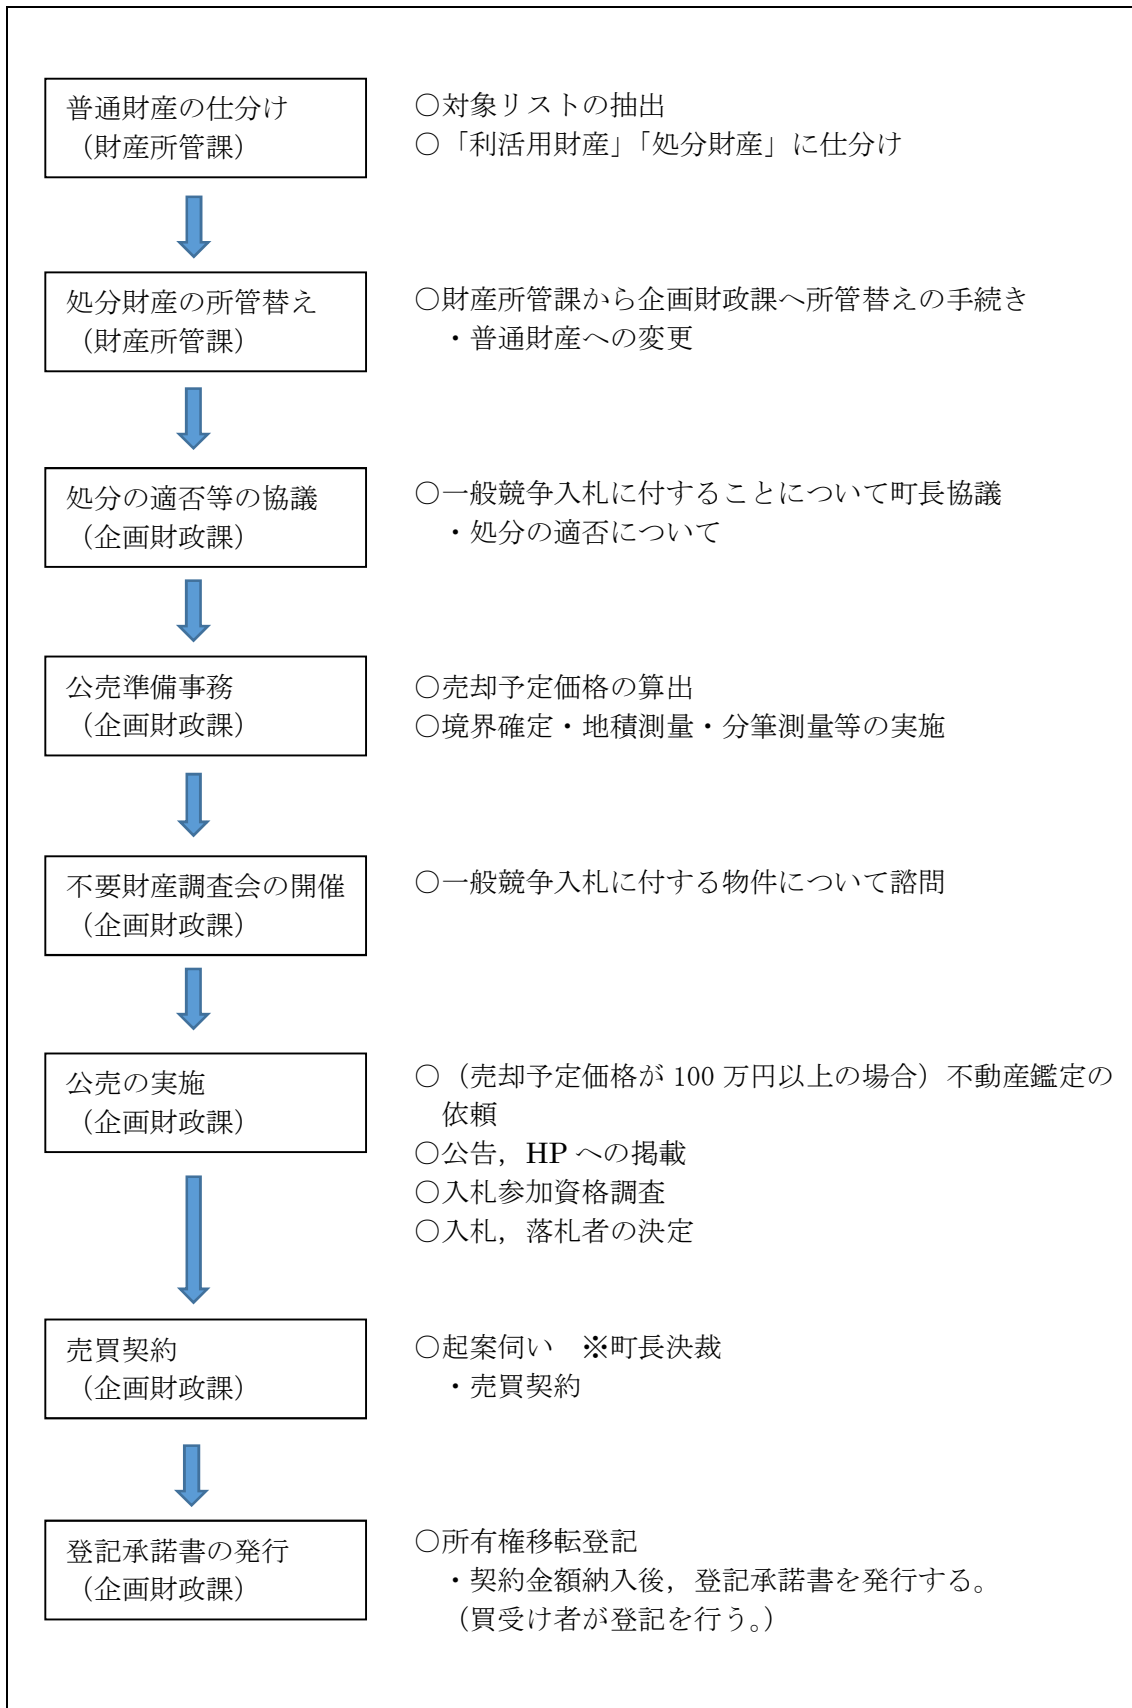 普通財産の仕分け
（財産所管課）
○対象リストの抽出
○「利活用財産」「処分財産」に仕分け
処分財産の所管替え
（財産所管課）
○財産所管課から企画財政課へ所管替えの手続き
・普通財産への変更
処分の適否等の協議
（企画財政課）
○一般競争入札に付することについて町長協議
・処分の適否について
公売準備事務
（企画財政課）
○売却予定価格の算出
○境界確定・地積測量・分筆測量等の実施
不要財産調査会の開催
（企画財政課）
○一般競争入札に付する物件について諮問
公売の実施
（企画財政課）
○（売却予定価格が 100 万円以上の場合）不動産鑑定の
依頼
○公告，HP への掲載
○入札参加資格調査
○入札，落札者の決定
売買契約
（企画財政課）
○起案伺い　※町長決裁
・売買契約
登記承諾書の発行
（企画財政課）
○所有権移転登記
・契約金額納入後，登記承諾書を発行する。
（買受け者が登記を行う。）